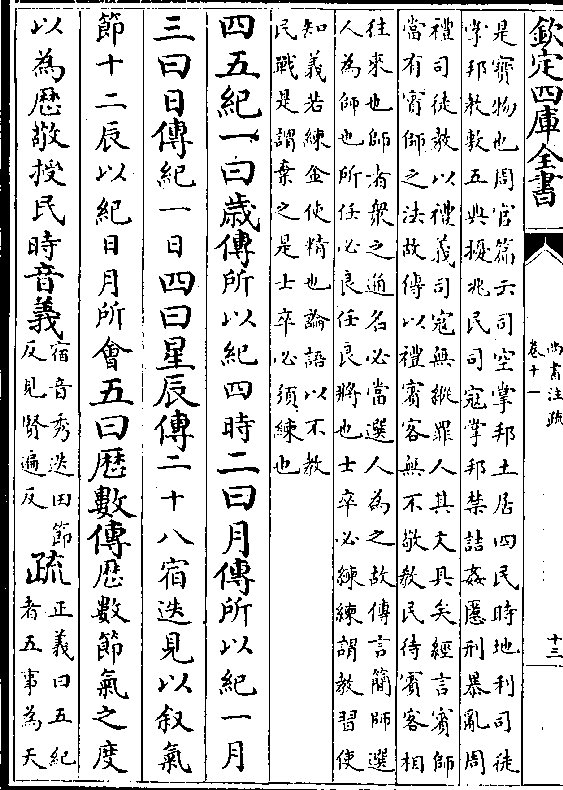 欽定四庫全書
尚書注疏
卷十一
十三
是寳物也周官篇云司空掌邦土居四民時地利司徒
掌邦敎敷五典擾兆民司寇掌邦禁詰姦慝刑暴亂周
禮司徒敎以禮義司寇無縱罪人其文具矣經言賓師
當有賓師之法故傳以禮賓客無不敬敎民待賓客相
往來也師者衆之通名必當選人為之故傳言簡師選
人為師也所任必良任良將也士卒必練練謂敎習使
知義若練金使精也論語以不敎
民戰是謂棄之是士卒必須練也
四五紀一曰歲傳所以紀四時二曰月傳所以紀一月
三曰日傳紀一日四曰星辰傳二十八宿迭見以叙氣
節十二辰以紀日月所會五曰厯數傳厯數節氣之度
以為厯敬授民時音義
宿音秀迭田節
反見賢遍反
疏
正義曰五紀
者五事為天